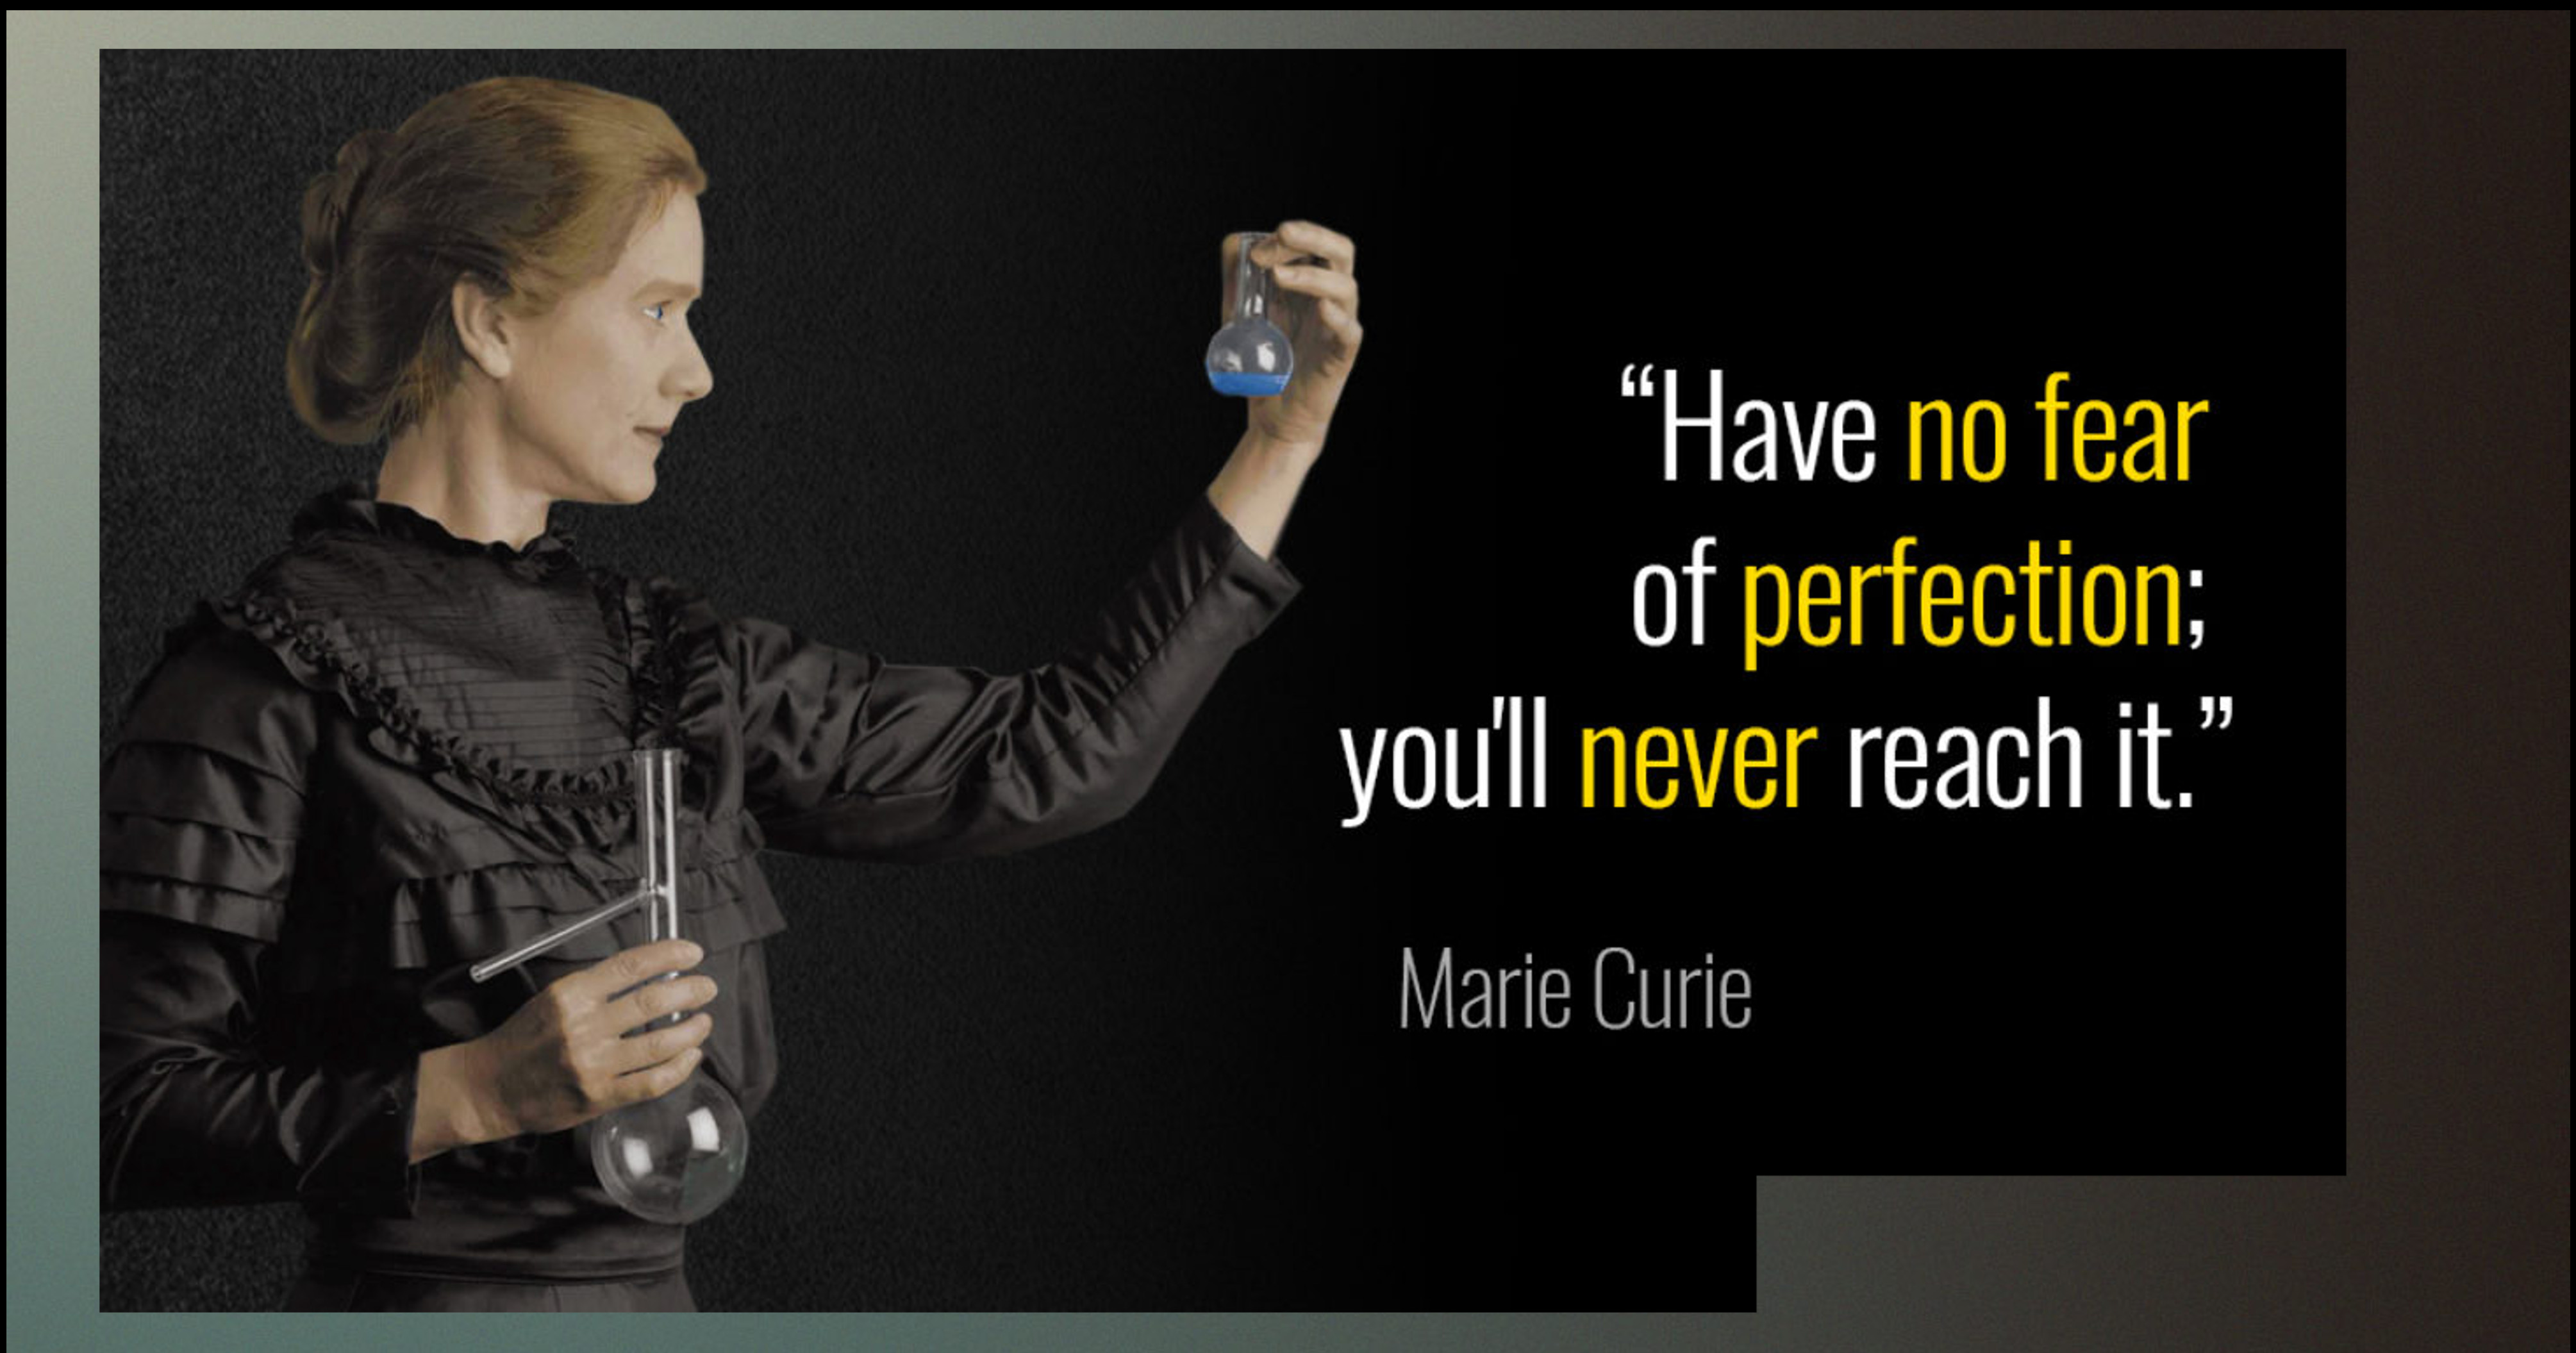 “Have no fear
of perfection;
you'll never reach it.”
Marie Curie